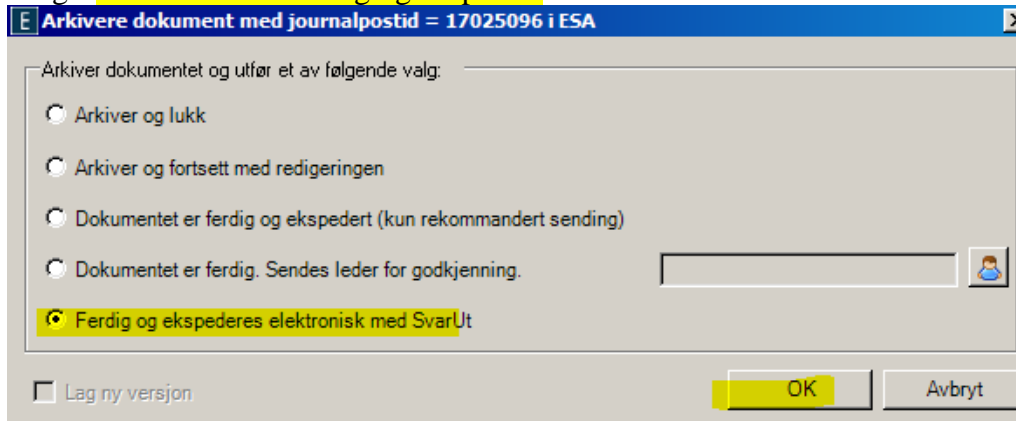 Arkivere dokument med journalpostid = 17025096 i ESA
Arkiver dokumentet og utfør et av følgende valg:
Arkiver og lukk
Arkiver og fortsett med redigeringen
Dokumentet er ferdig og ekspedert (kun rekommandert sending)
Dokumentet er ferdig. Sendes leder for godkjenning.
Ferdig og ekspederes elektronisk med SvarUt
Lag ny versjon
OK
Avbryt